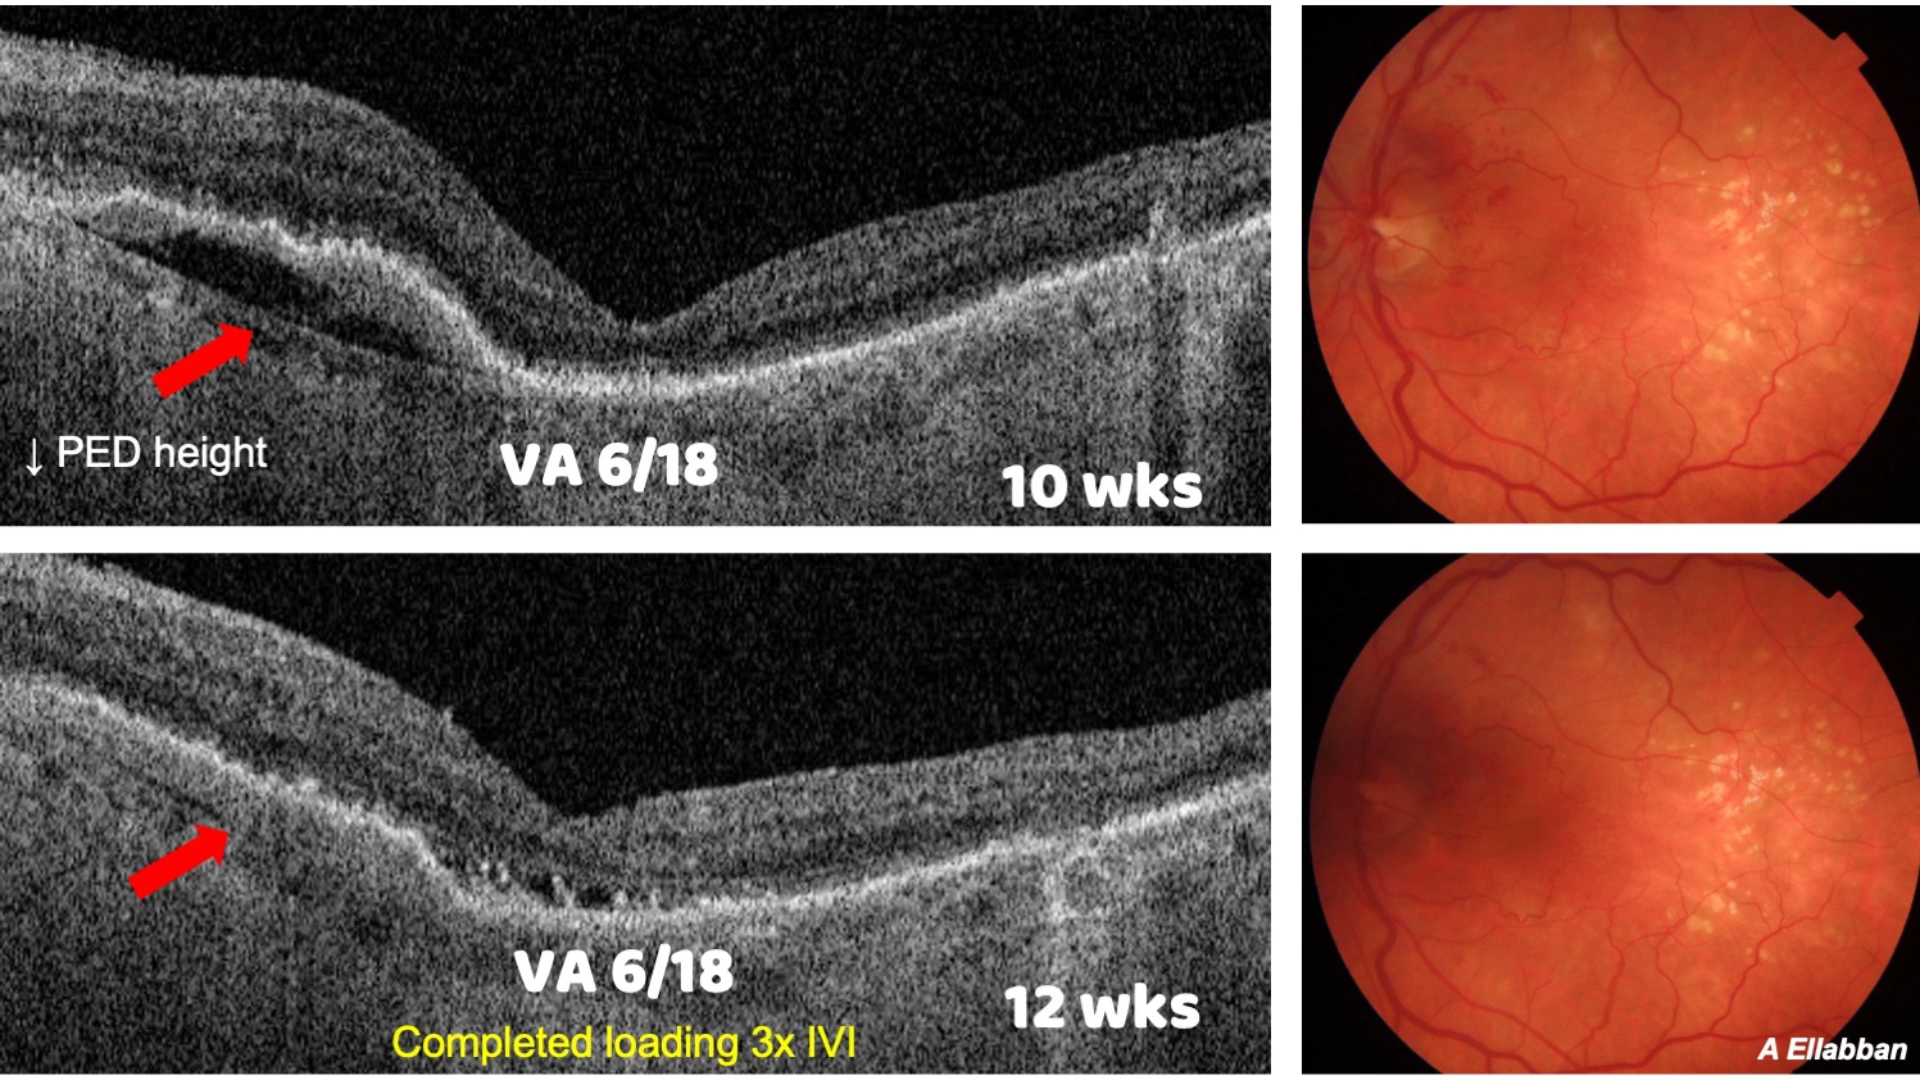 ↓ PED height
VA 6/18
10 wks
VA 6/18
12 wks
Completed loading 3x IVI
A Ellabban